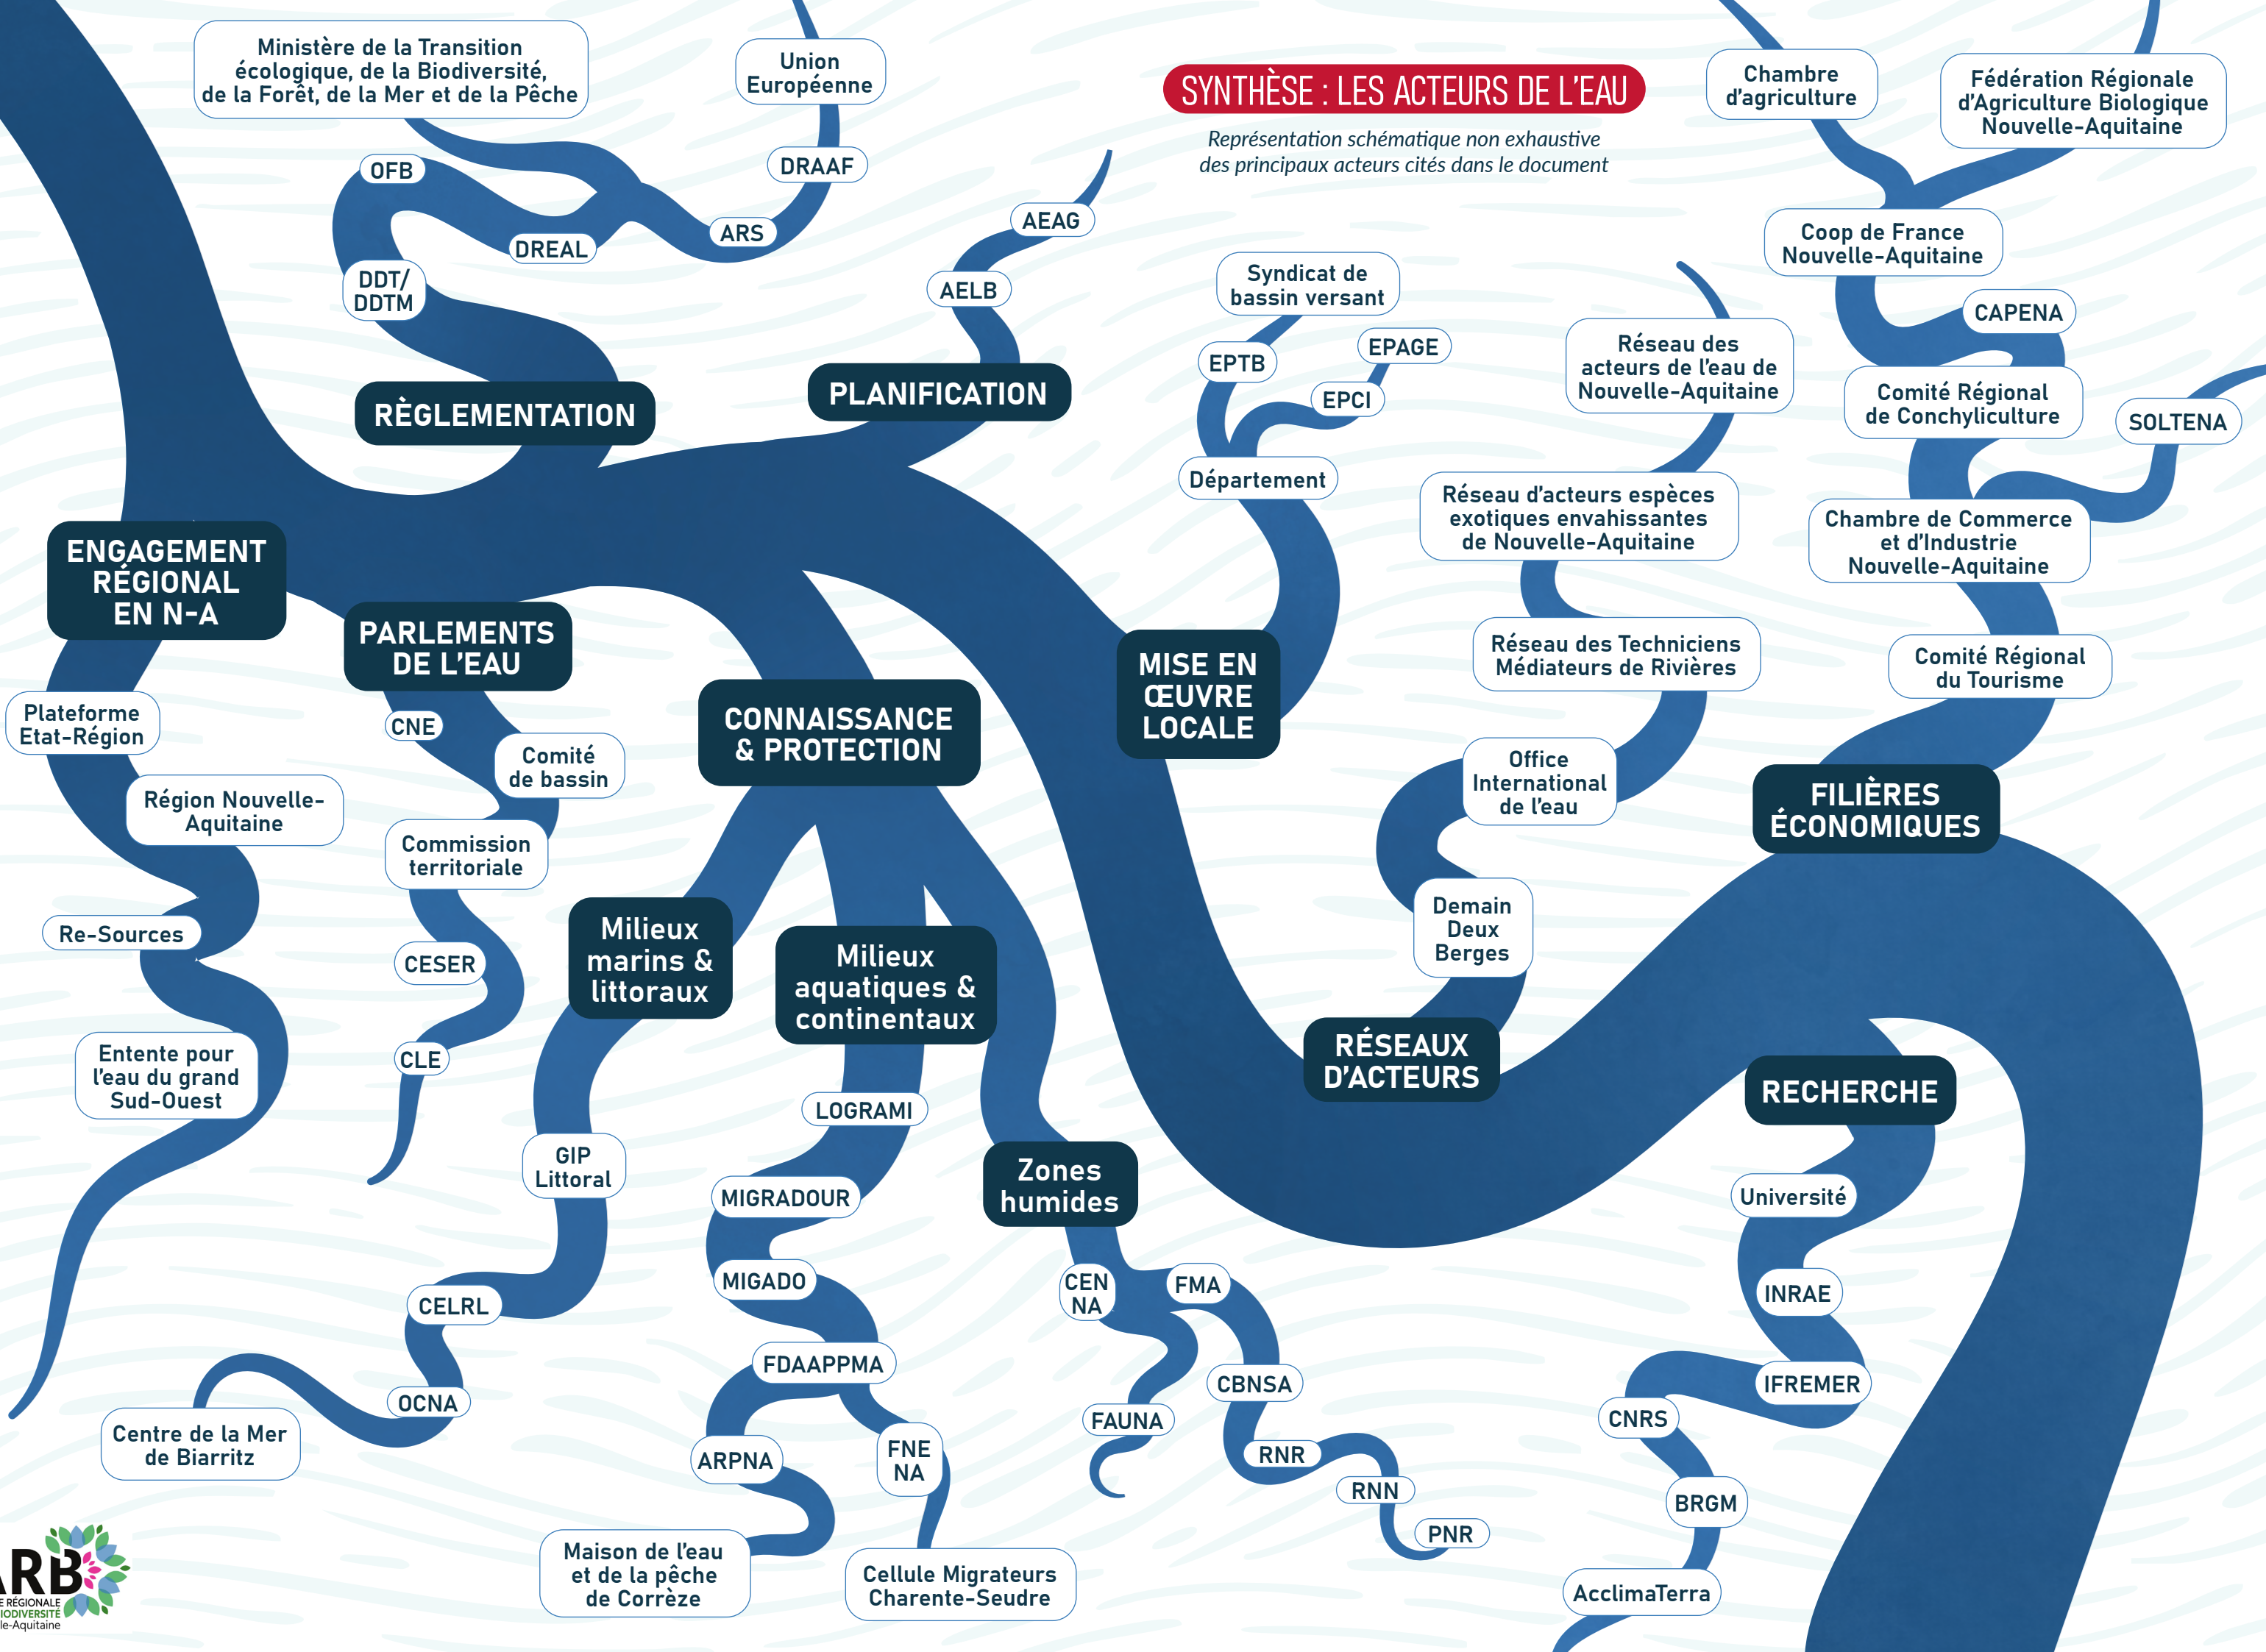 SYNTHÈSE : LES ACTEURS DE L'EAU
Représentation schématique non exhaustive
des principaux acteurs cités dans le document
Ministère de la Transition
écologique, de la Biodiversité,
de la Forêt, de la Mer et de la Pêche
Union
Européenne
OFB
DRAAF
DREAL
ARS
DDT/
DDTM
RÈGLEMENTATION
AEAG
AELB
PLANIFICATION
Syndicat de
bassin versant
EPTB
EPAGE
EPCI
Département
MISE EN
ŒUVRE
LOCALE
Réseau des
acteurs de l'eau de
Nouvelle-Aquitaine
Réseau d'acteurs espèces
exotiques envahissantes
de Nouvelle-Aquitaine
Réseau des Techniciens
Médiateurs de Rivières
Office
International
de l'eau
Demain
Deux
Berges
RÉSEAUX
D'ACTEURS
Chambre
d'agriculture
Fédération Régionale
d'Agriculture Biologique
Nouvelle-Aquitaine
Coop de France
Nouvelle-Aquitaine
CAPENA
Comité Régional
de Conchyliculture
SOLTENA
Chambre de Commerce
et d'Industrie
Nouvelle-Aquitaine
Comité Régional
du Tourisme
FILIÈRES
ÉCONOMIQUES
ENGAGEMENT
RÉGIONAL
EN N-A
Plateforme
Etat-Région
Région Nouvelle-
Aquitaine
Re-Sources
Entente pour
l'eau du grand
Sud-Ouest
PARLEMENTS
DE L'EAU
CNE
Comité
de bassin
Commission
territoriale
CESER
CLE
CONNAISSANCE
& PROTECTION
Milieux
marins &
littoraux
GIP
Littoral
CELRL
OCNA
Centre de la Mer
de Biarritz
Milieux
aquatiques &
continentaux
LOGRAMI
MIGRADOUR
MIGADO
FDAAPPMA
ARPNA
FNE
NA
Maison de l'eau
et de la pêche
de Corrèze
Cellule Migrateurs
Charente-Seudre
Zones
humides
CEN
NA
FMA
CBNSA
FAUNA
RNR
RNN
PNR
RECHERCHE
Université
INRAE
IFREMER
CNRS
BRGM
AcclimaTerra
ARB
E RÉGIONALE
IODIVERSITÉ
le-Aquitaine